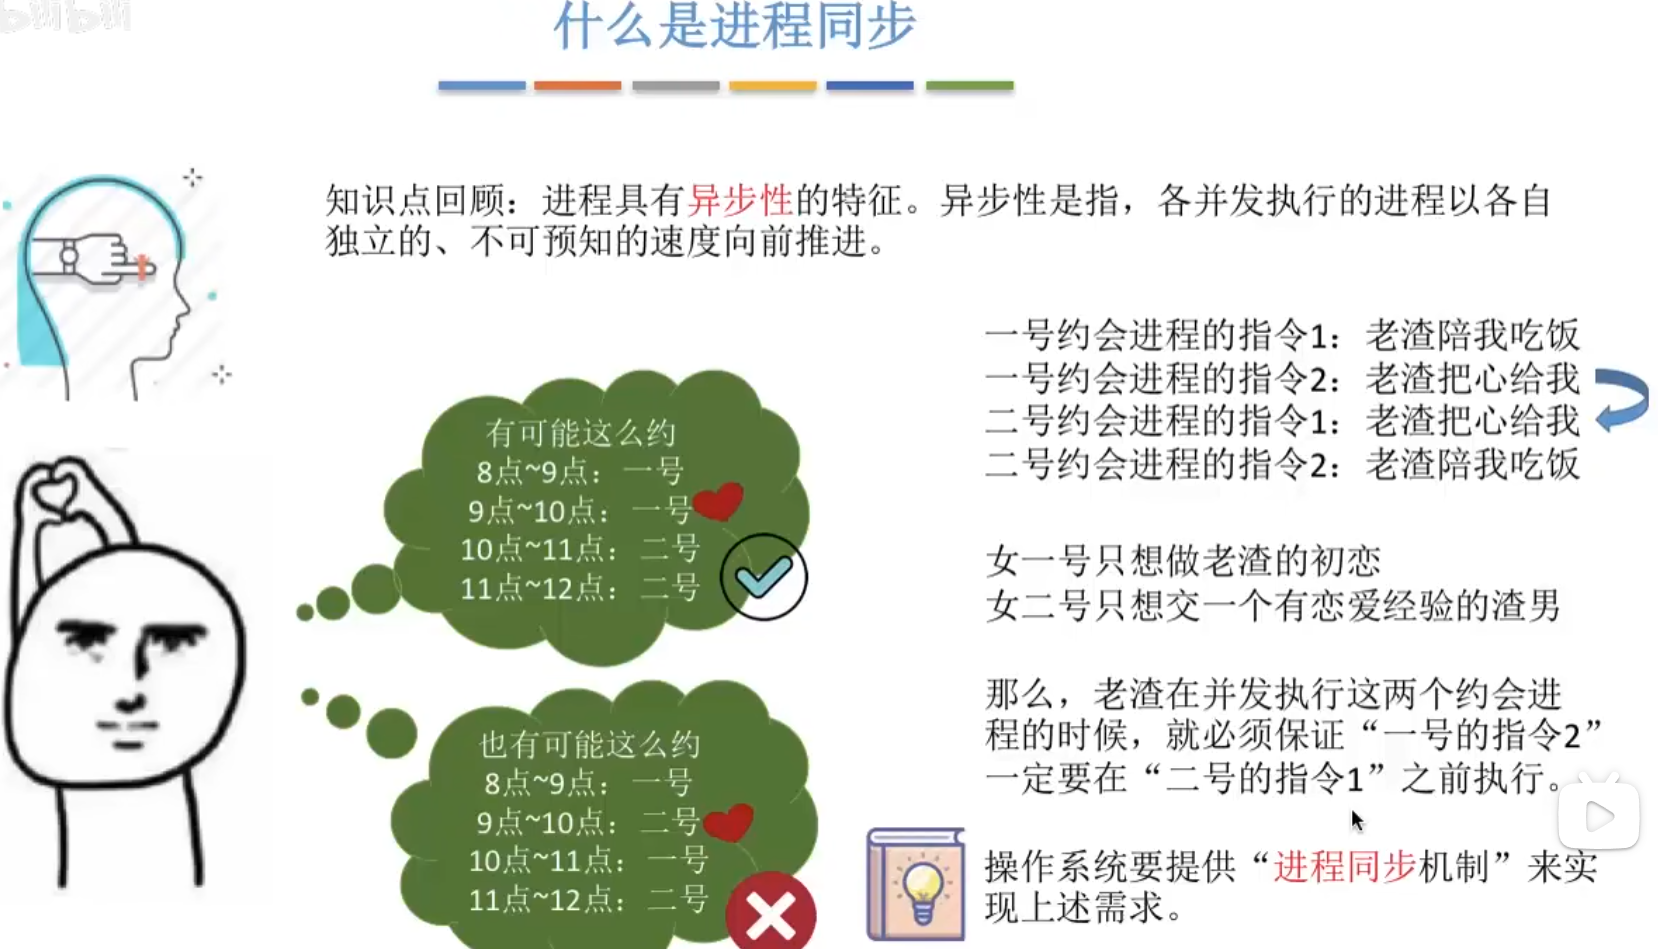 bilibili
什么是进程同步
知识点回顾：进程具有异步性的特征。异步性是指，各并发执行的进程以各自
独立的、不可预知的速度向前推进。
一号约会进程的指令1：老渣陪我吃饭
一号约会进程的指令2：老渣把心给我
二号约会进程的指令1：老渣把心给我
二号约会进程的指令2：老渣陪我吃饭
有可能这么约
8点~9点：一号
9点~10点：一号
10点~11点：二号
11点~12点：二号
女一号只想做老渣的初恋
女二号只想交一个有恋爱经验的渣男
那么，老渣在并发执行这两个约会进
程的时候，就必须保证“一号的指令2”
一定要在“二号的指令1”之前执行。
也有可能这么约
8点~9点：一号
9点~10点：二号
10点~11点：一号
11点~12点：二号
操作系统要提供“进程同步机制”来实
现上述需求。